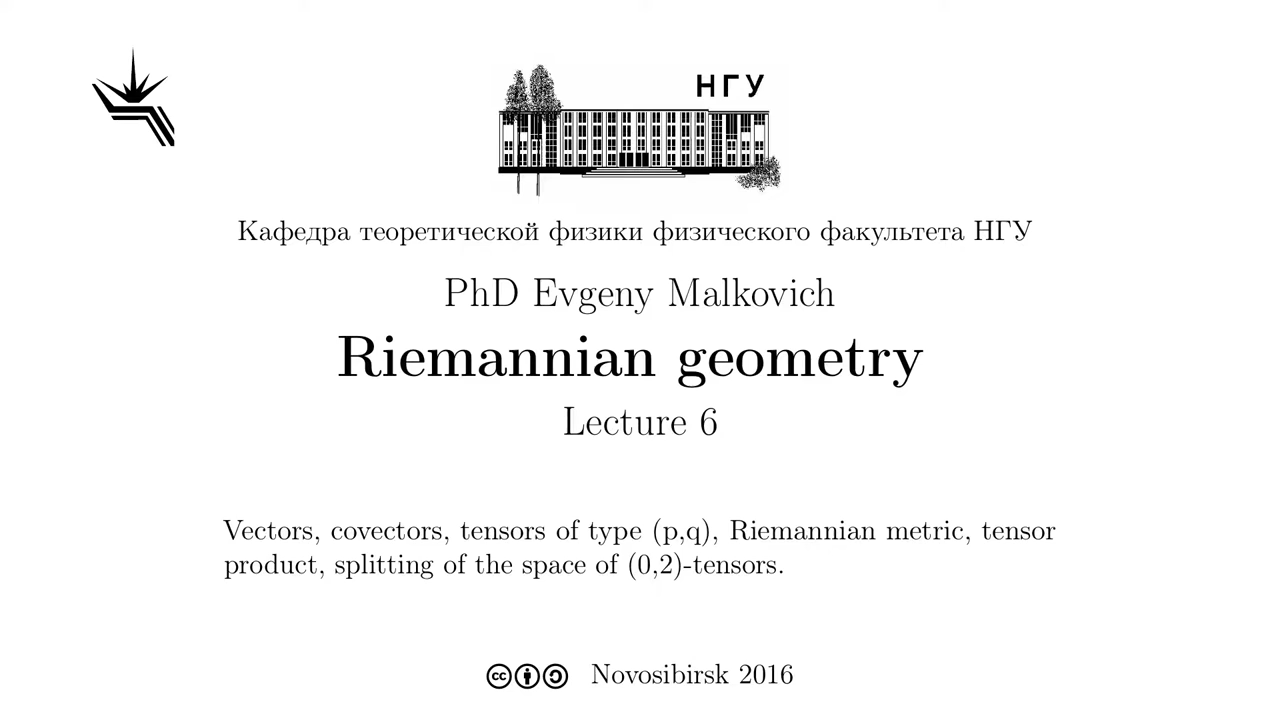 НГУ
Кафедра теоретической физики физического факультета НГУ
PhD Evgeny Malkovich
Riemannian geometry
Lecture 6
Vectors, covectors, tensors of type (p,q), Riemannian metric, tensor
product, splitting of the space of (0,2)-tensors.
cc Novosibirsk 2016